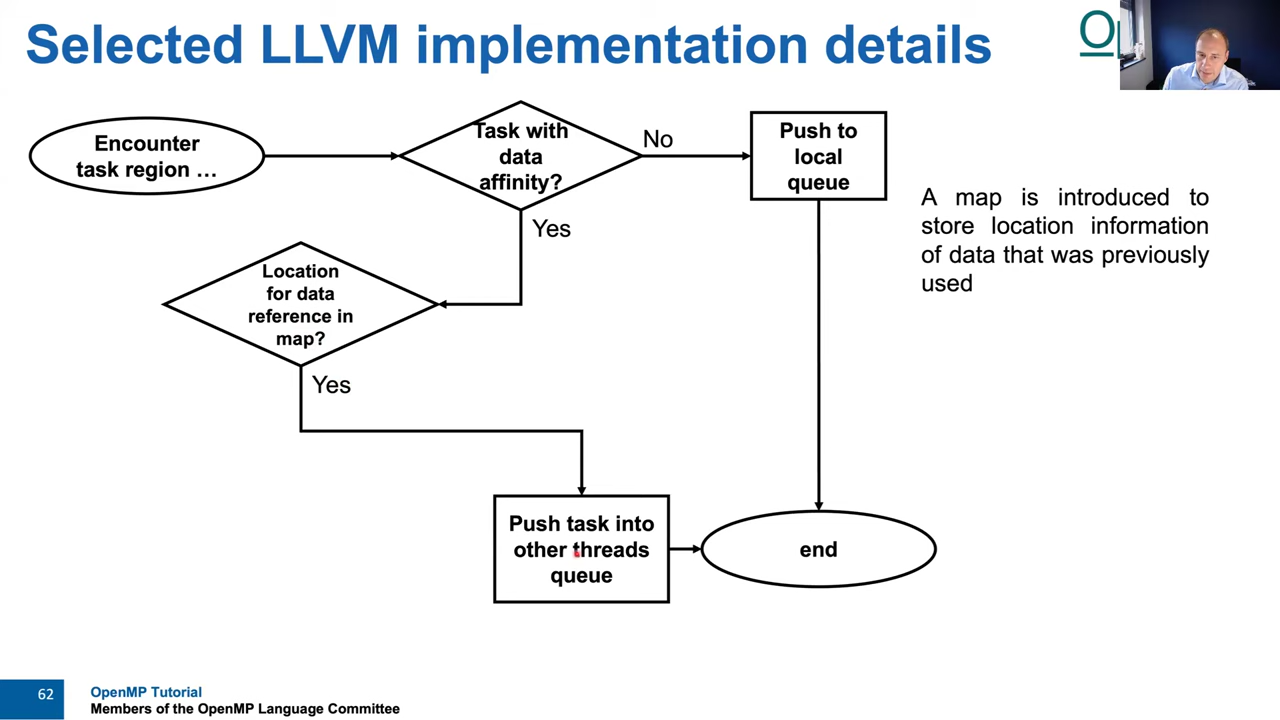 Selected LLVM implementation details
Encounter
task region …
Task with
data
affinity?
No
Push to
local
queue
A map is introduced to
store location information
of data that was previously
used
Yes
Location
for data
reference in
map?
Yes
Push task into
other threads
queue
end
62
OpenMP Tutorial
Members of the OpenMP Language Committee